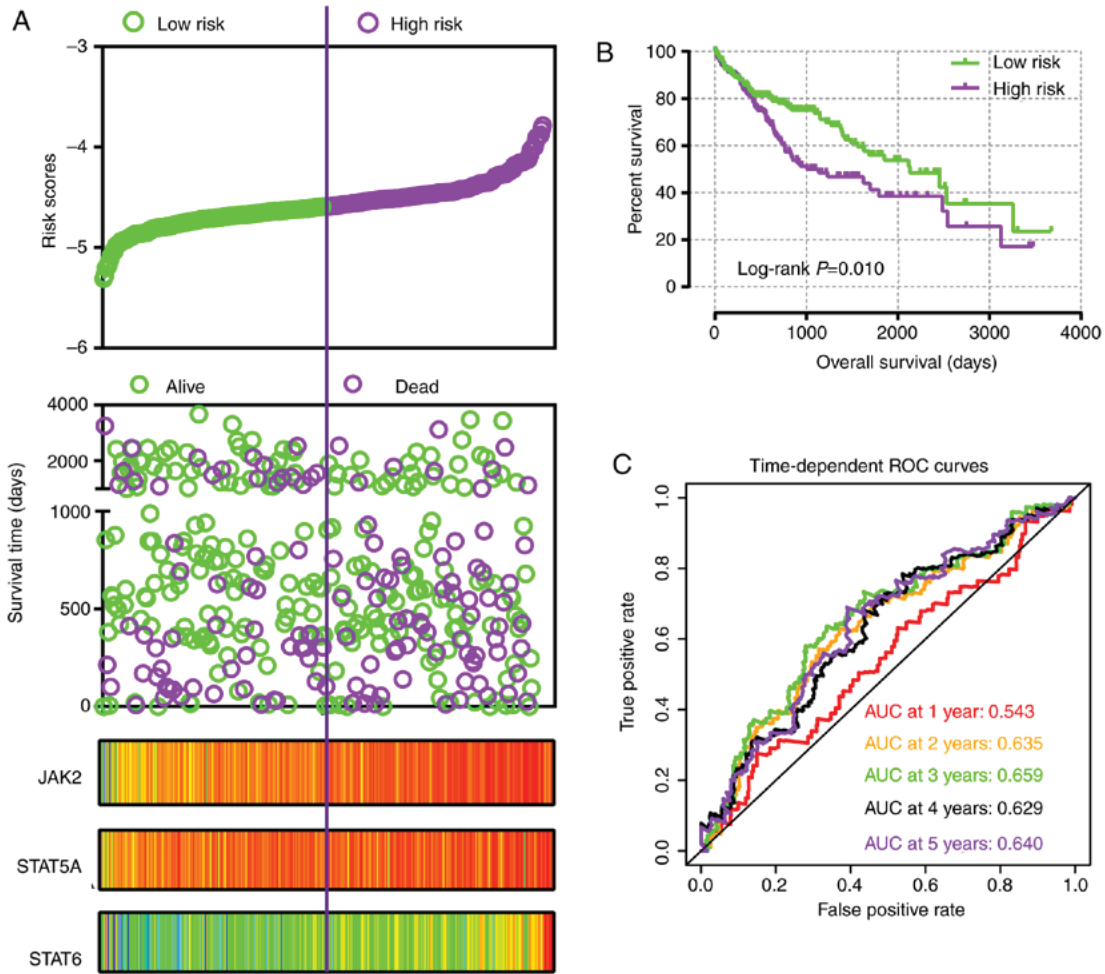 A
Low risk
High risk
−3
−4
−5
−6
Risk scores
Alive
Dead
4000
2000
1000
500
0
Survival time (days)
JAK2
STAT5A
STAT6
B
100
80
60
40
20
0
Percent survival
Low risk
High risk
Log-rank P=0.010
0 1000 2000 3000 4000
Overall survival (days)
C
Time-dependent ROC curves
1.0
0.8
0.6
0.4
0.2
0.0
True positive rate
AUC at 1 year: 0.543
AUC at 2 years: 0.635
AUC at 3 years: 0.659
AUC at 4 years: 0.629
AUC at 5 years: 0.640
0.0 0.2 0.4 0.6 0.8 1.0
False positive rate